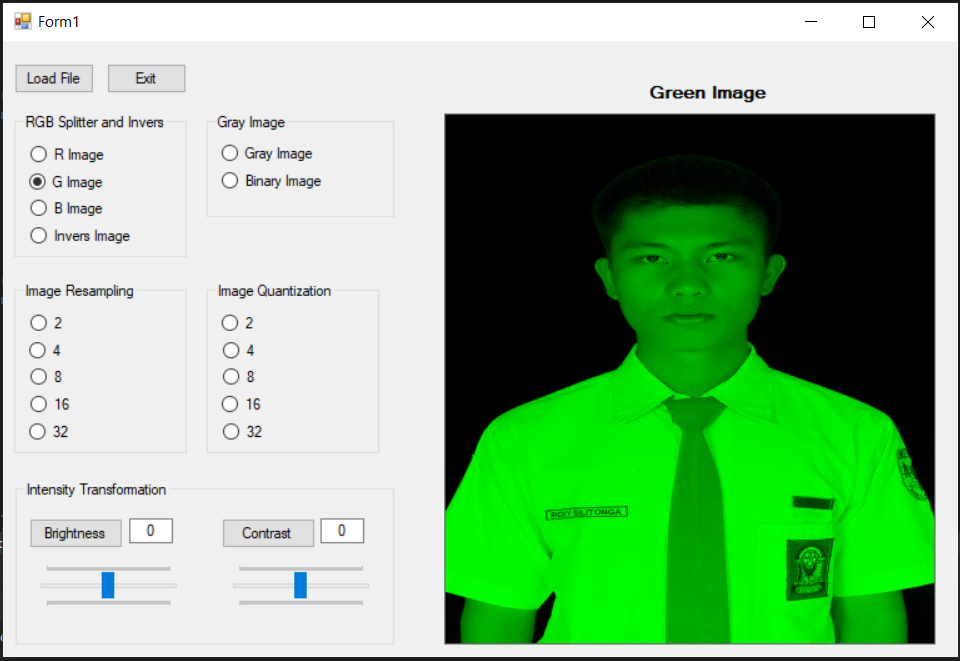 Form1
Load File
Exit
Green Image
RGB Splitter and Invers
R Image
G Image
B Image
Invers Image
Gray Image
Gray Image
Binary Image
Image Resampling
2
4
8
16
32
Image Quantization
2
4
8
16
32
Intensity Transformation
Brightness
0
Contrast
0
RICKY SILITONGA